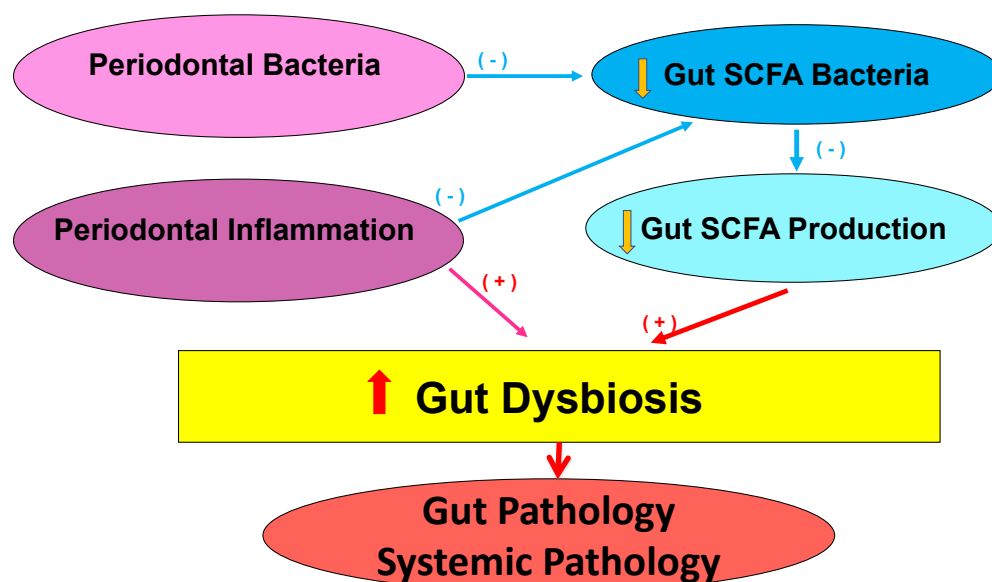 Periodontal Bacteria
( - )
Gut SCFA Bacteria
( - )
Periodontal Inflammation
( - )
Gut SCFA Production
( + )
( + )
Gut Dysbiosis
Gut Pathology
Systemic Pathology